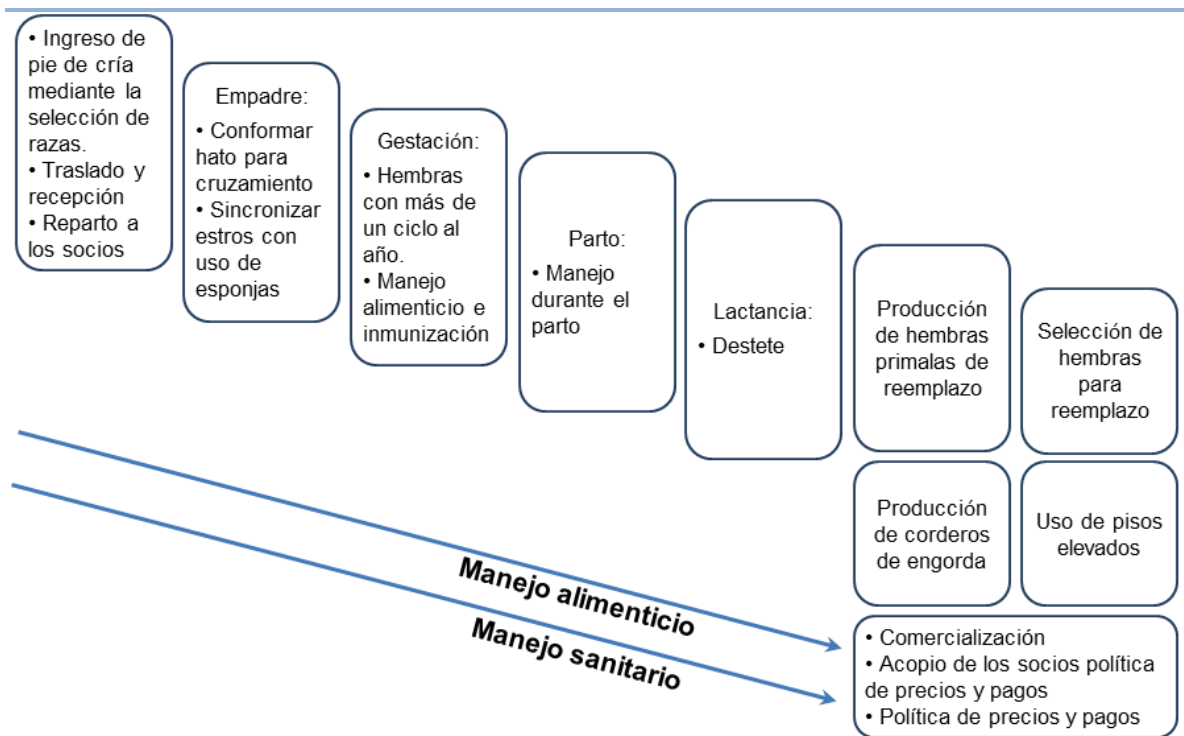 • Ingreso de
pie de cría
mediante la
selección de
razas.
• Traslado y
recepción
• Reparto a
los socios
Empadre:
• Conformar
hato para
cruzamiento
• Sincronizar
estros con
uso de
esponjas
Gestación:
• Hembras
con más de
un ciclo al
año.
• Manejo
alimenticio e
inmunización
Parto:
• Manejo
durante el
parto
Lactancia:
• Destete
Producción
de hembras
primalas de
reemplazo
Selección de
hembras
para
reemplazo
Producción
de corderos
de engorda
Uso de pisos
elevados
Manejo alimenticio
Manejo sanitario
• Comercialización
• Acopio de los socios política
de precios y pagos
• Política de precios y pagos